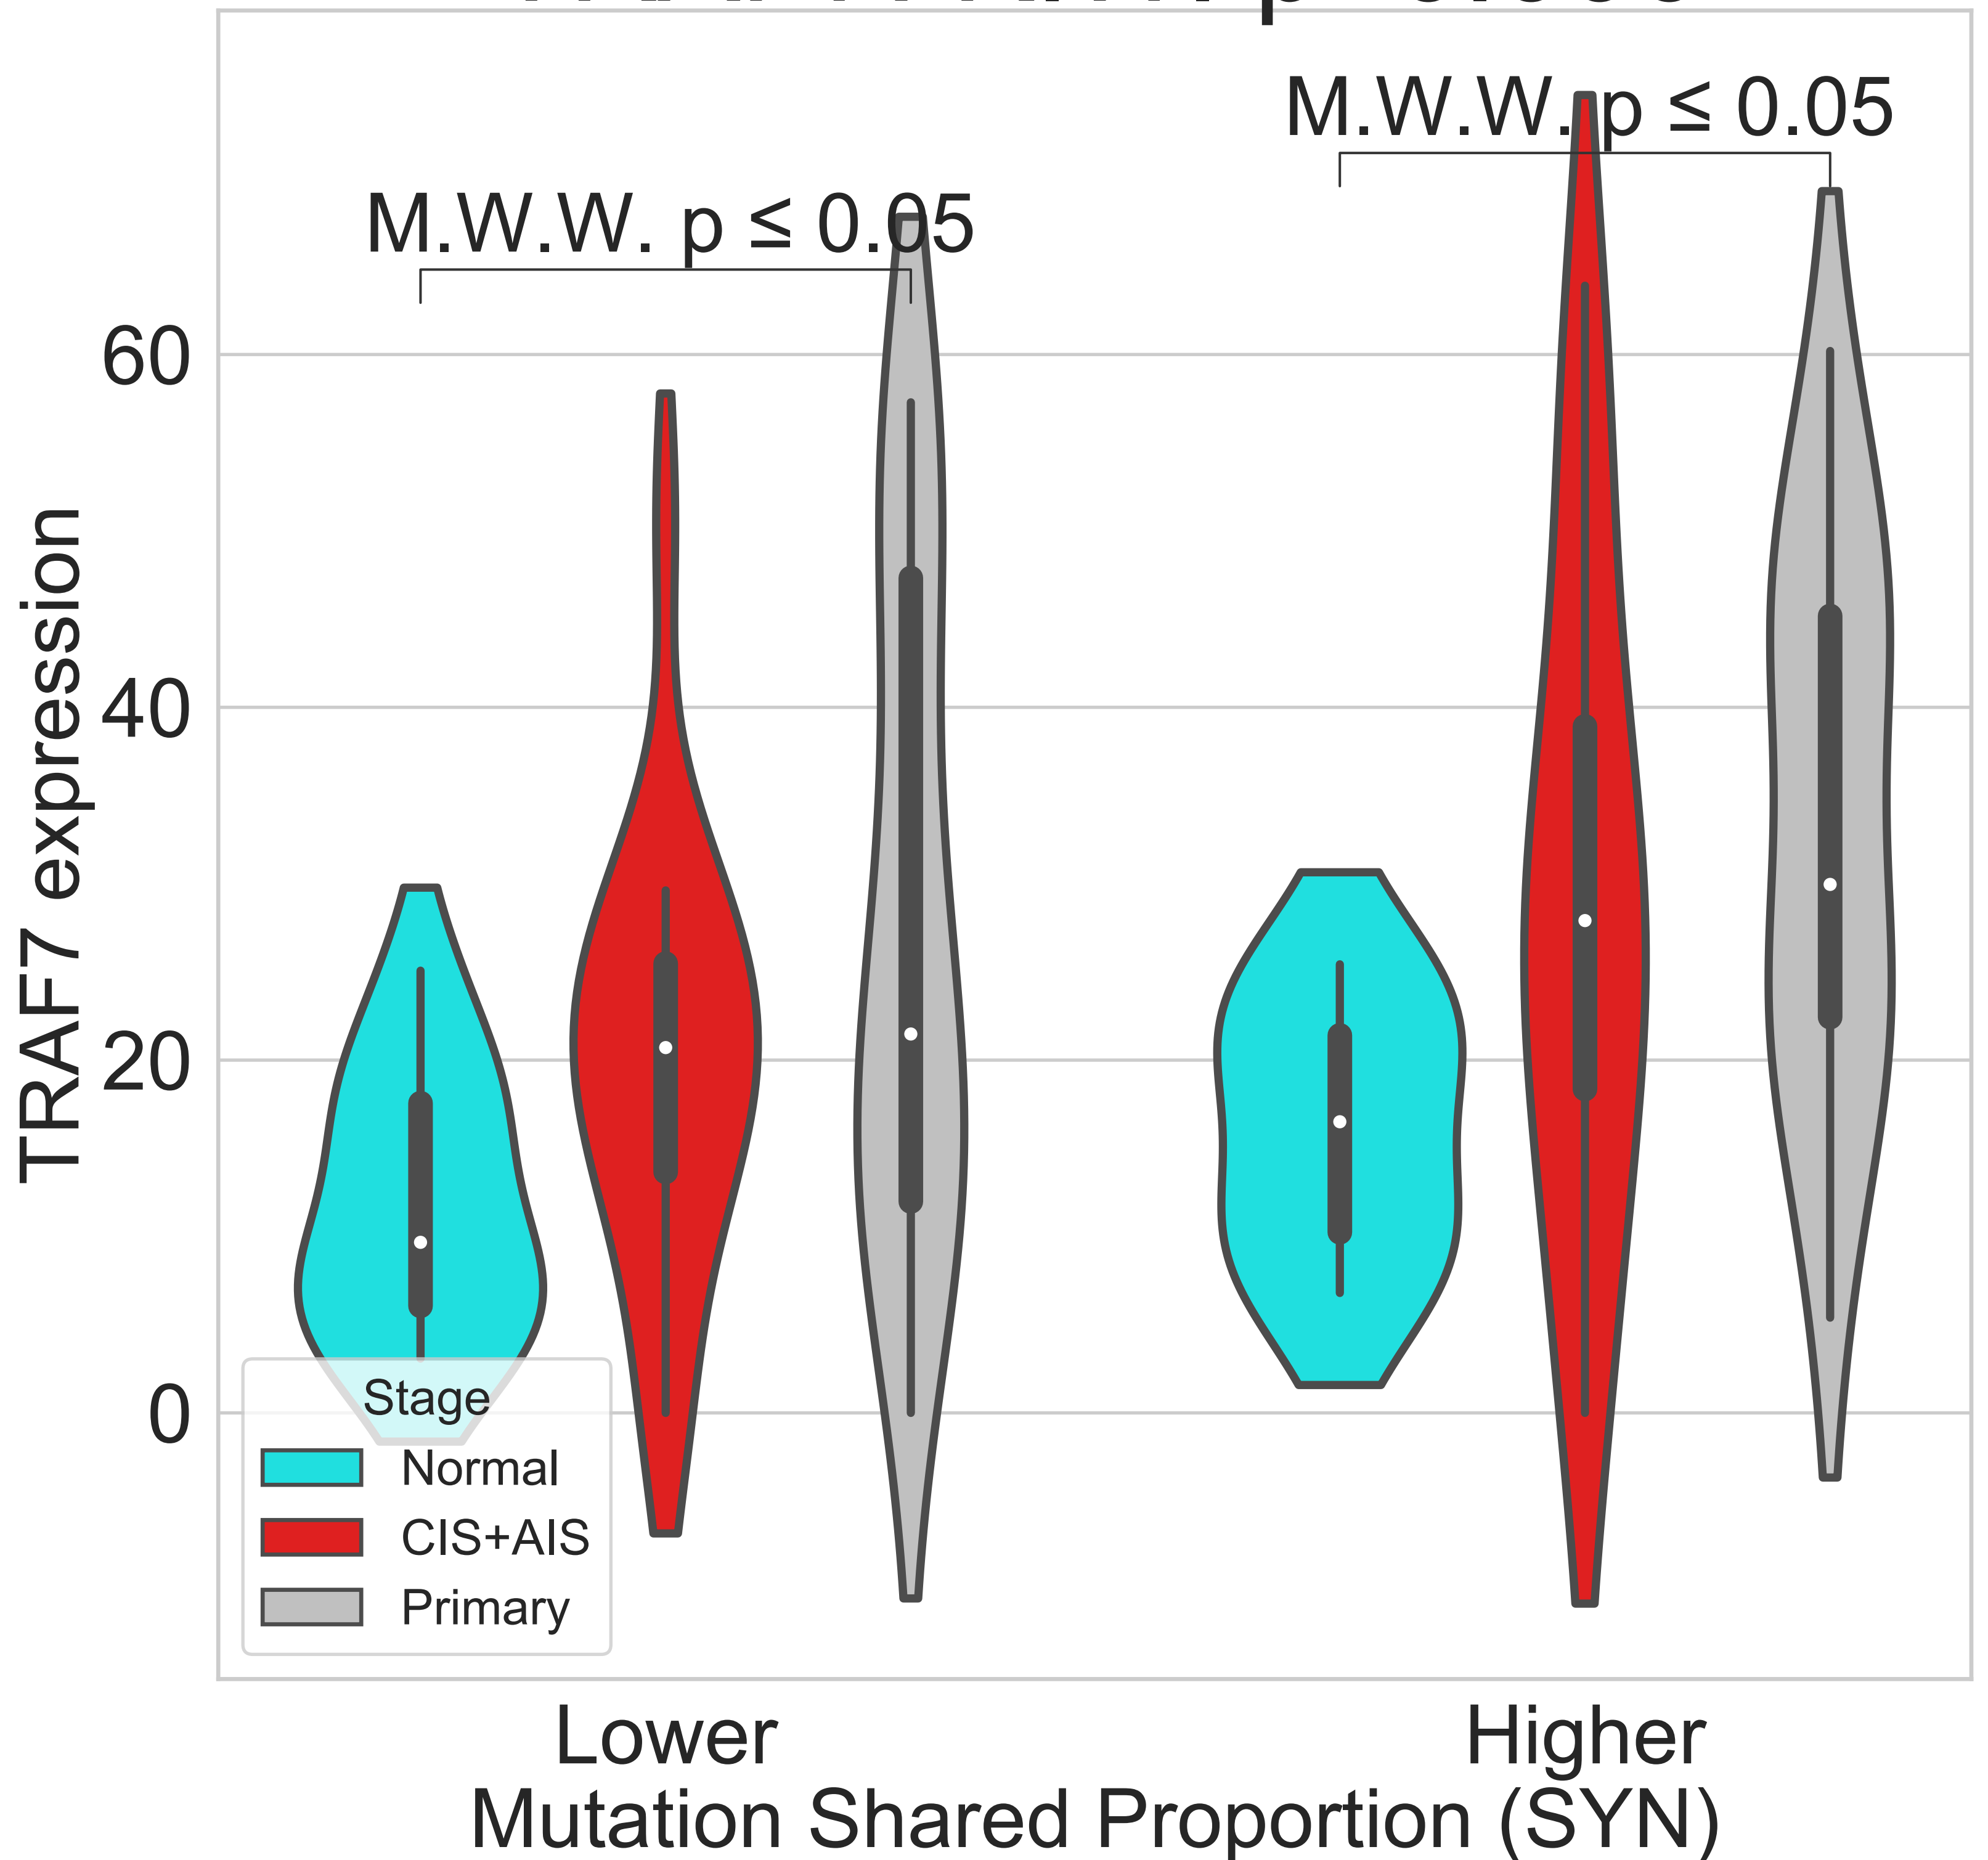 M.W.W. p ≤ 0.05
M.W.W. p ≤ 0.05
60
40
20
0
TRAF7 expression
Stage
Normal
CIS+AIS
Primary
Lower
Higher
Mutation Shared Proportion (SYN)